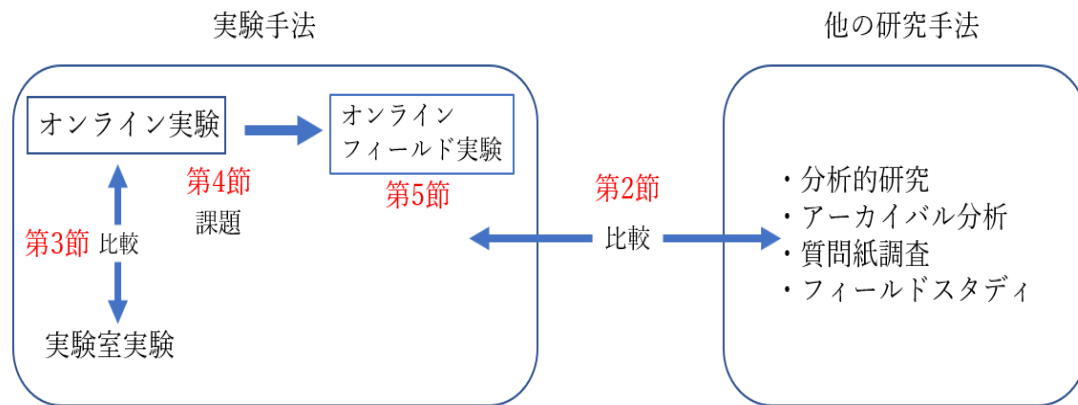 実験手法
他の研究手法
オンライン実験
オンライン
フィールド実験
第4節
課題
第5節
第3節 比較
実験室実験
第2節
比較
・分析的研究
・アーカイバル分析
・質問紙調査
・フィールドスタディ